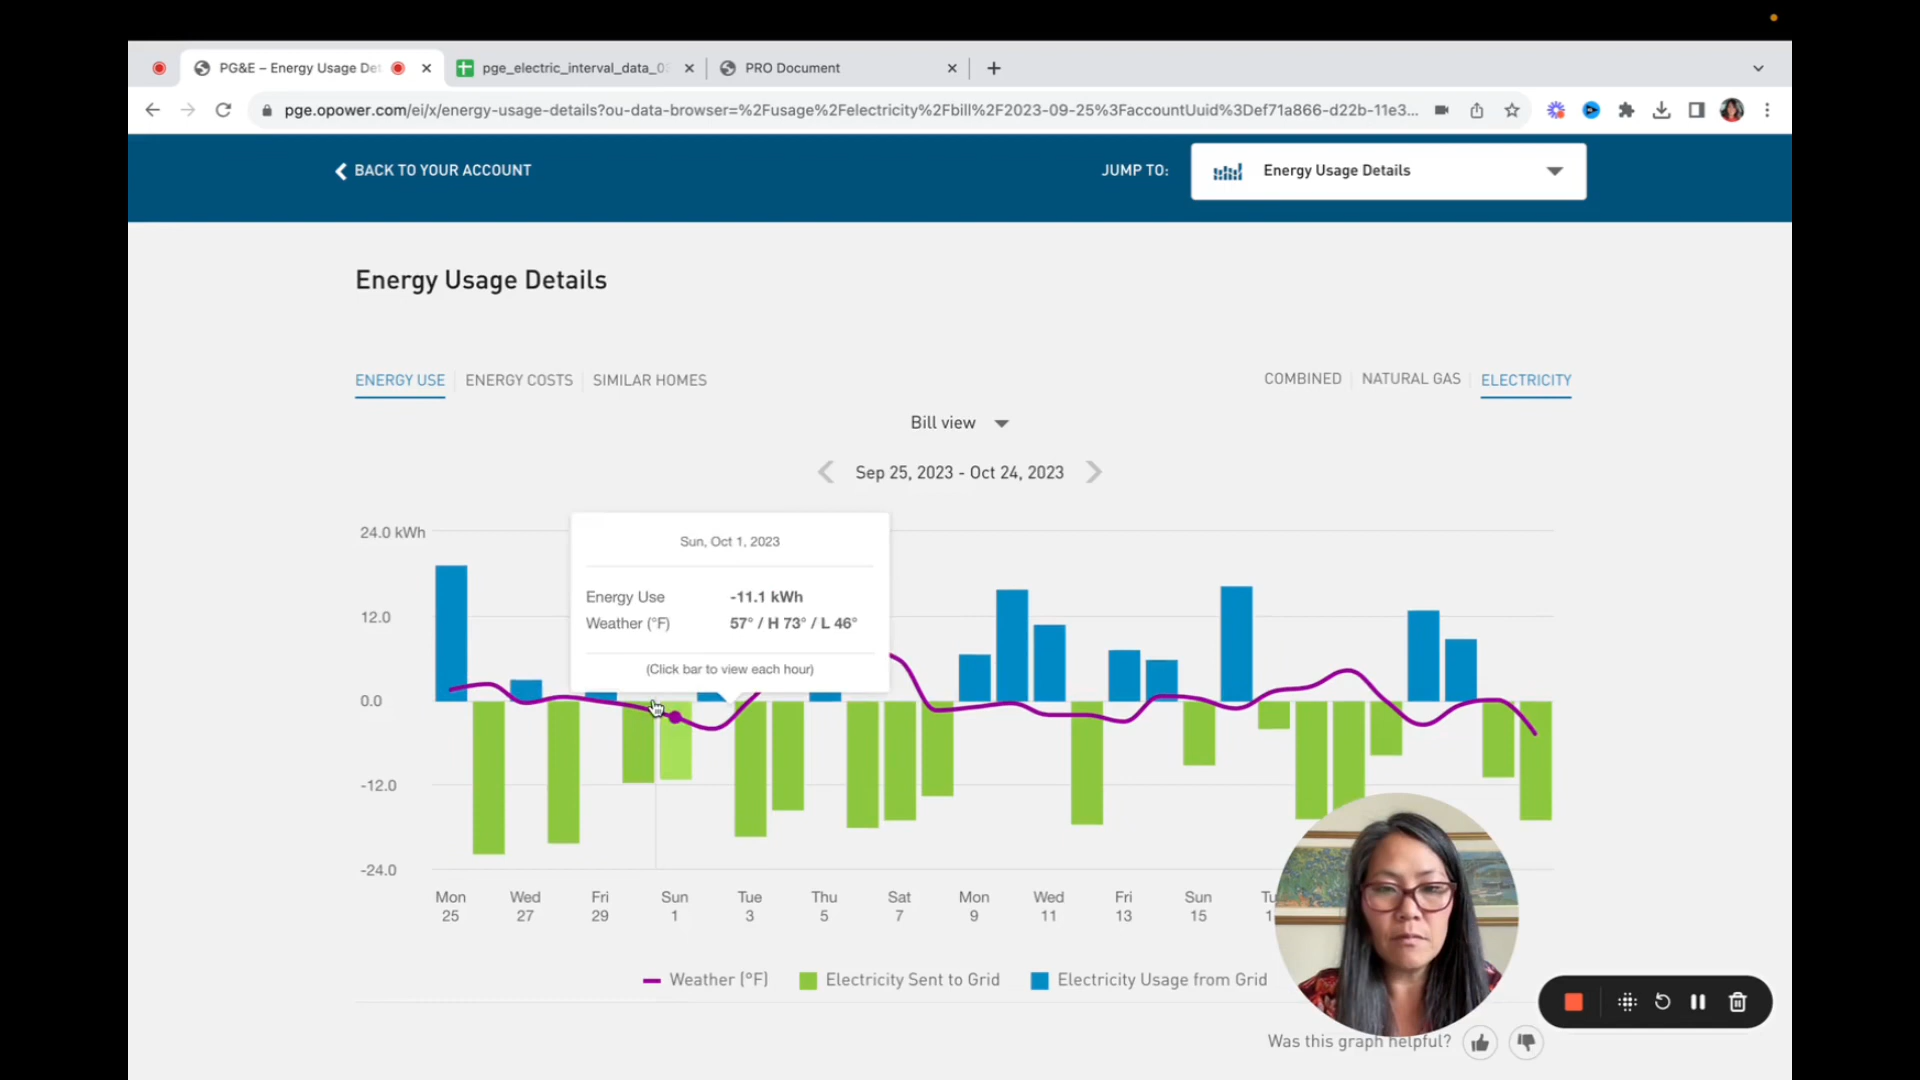 PG&E – Energy Usage De
pge_electric_interval_data_0
PRO Document
pge.opower.com/ei/x/energy-usage-details?ou-data-browser=%2Fusage%2Felectricity%2Fbill%2F2023-09-25%3FaccountUuid%3Def71a866-d22b-11e3...
BACK TO YOUR ACCOUNT
JUMP TO:
Energy Usage Details
Energy Usage Details
ENERGY USE
ENERGY COSTS
SIMILAR HOMES
COMBINED
NATURAL GAS
ELECTRICITY
Bill view
Sep 25, 2023 - Oct 24, 2023
24.0 kWh
12.0
0.0
-12.0
-24.0
Sun, Oct 1, 2023
Energy Use -11.1 kWh
Weather (°F) 57° / H 73° / L 46°
(Click bar to view each hour)
Mon Wed Fri Sun Tue Thu Sat Mon Wed Fri Sun Tu
25 27 29 1 3 5 7 9 11 13 15 1
Weather (°F)
Electricity Sent to Grid
Electricity Usage from Grid
Was this graph helpful?